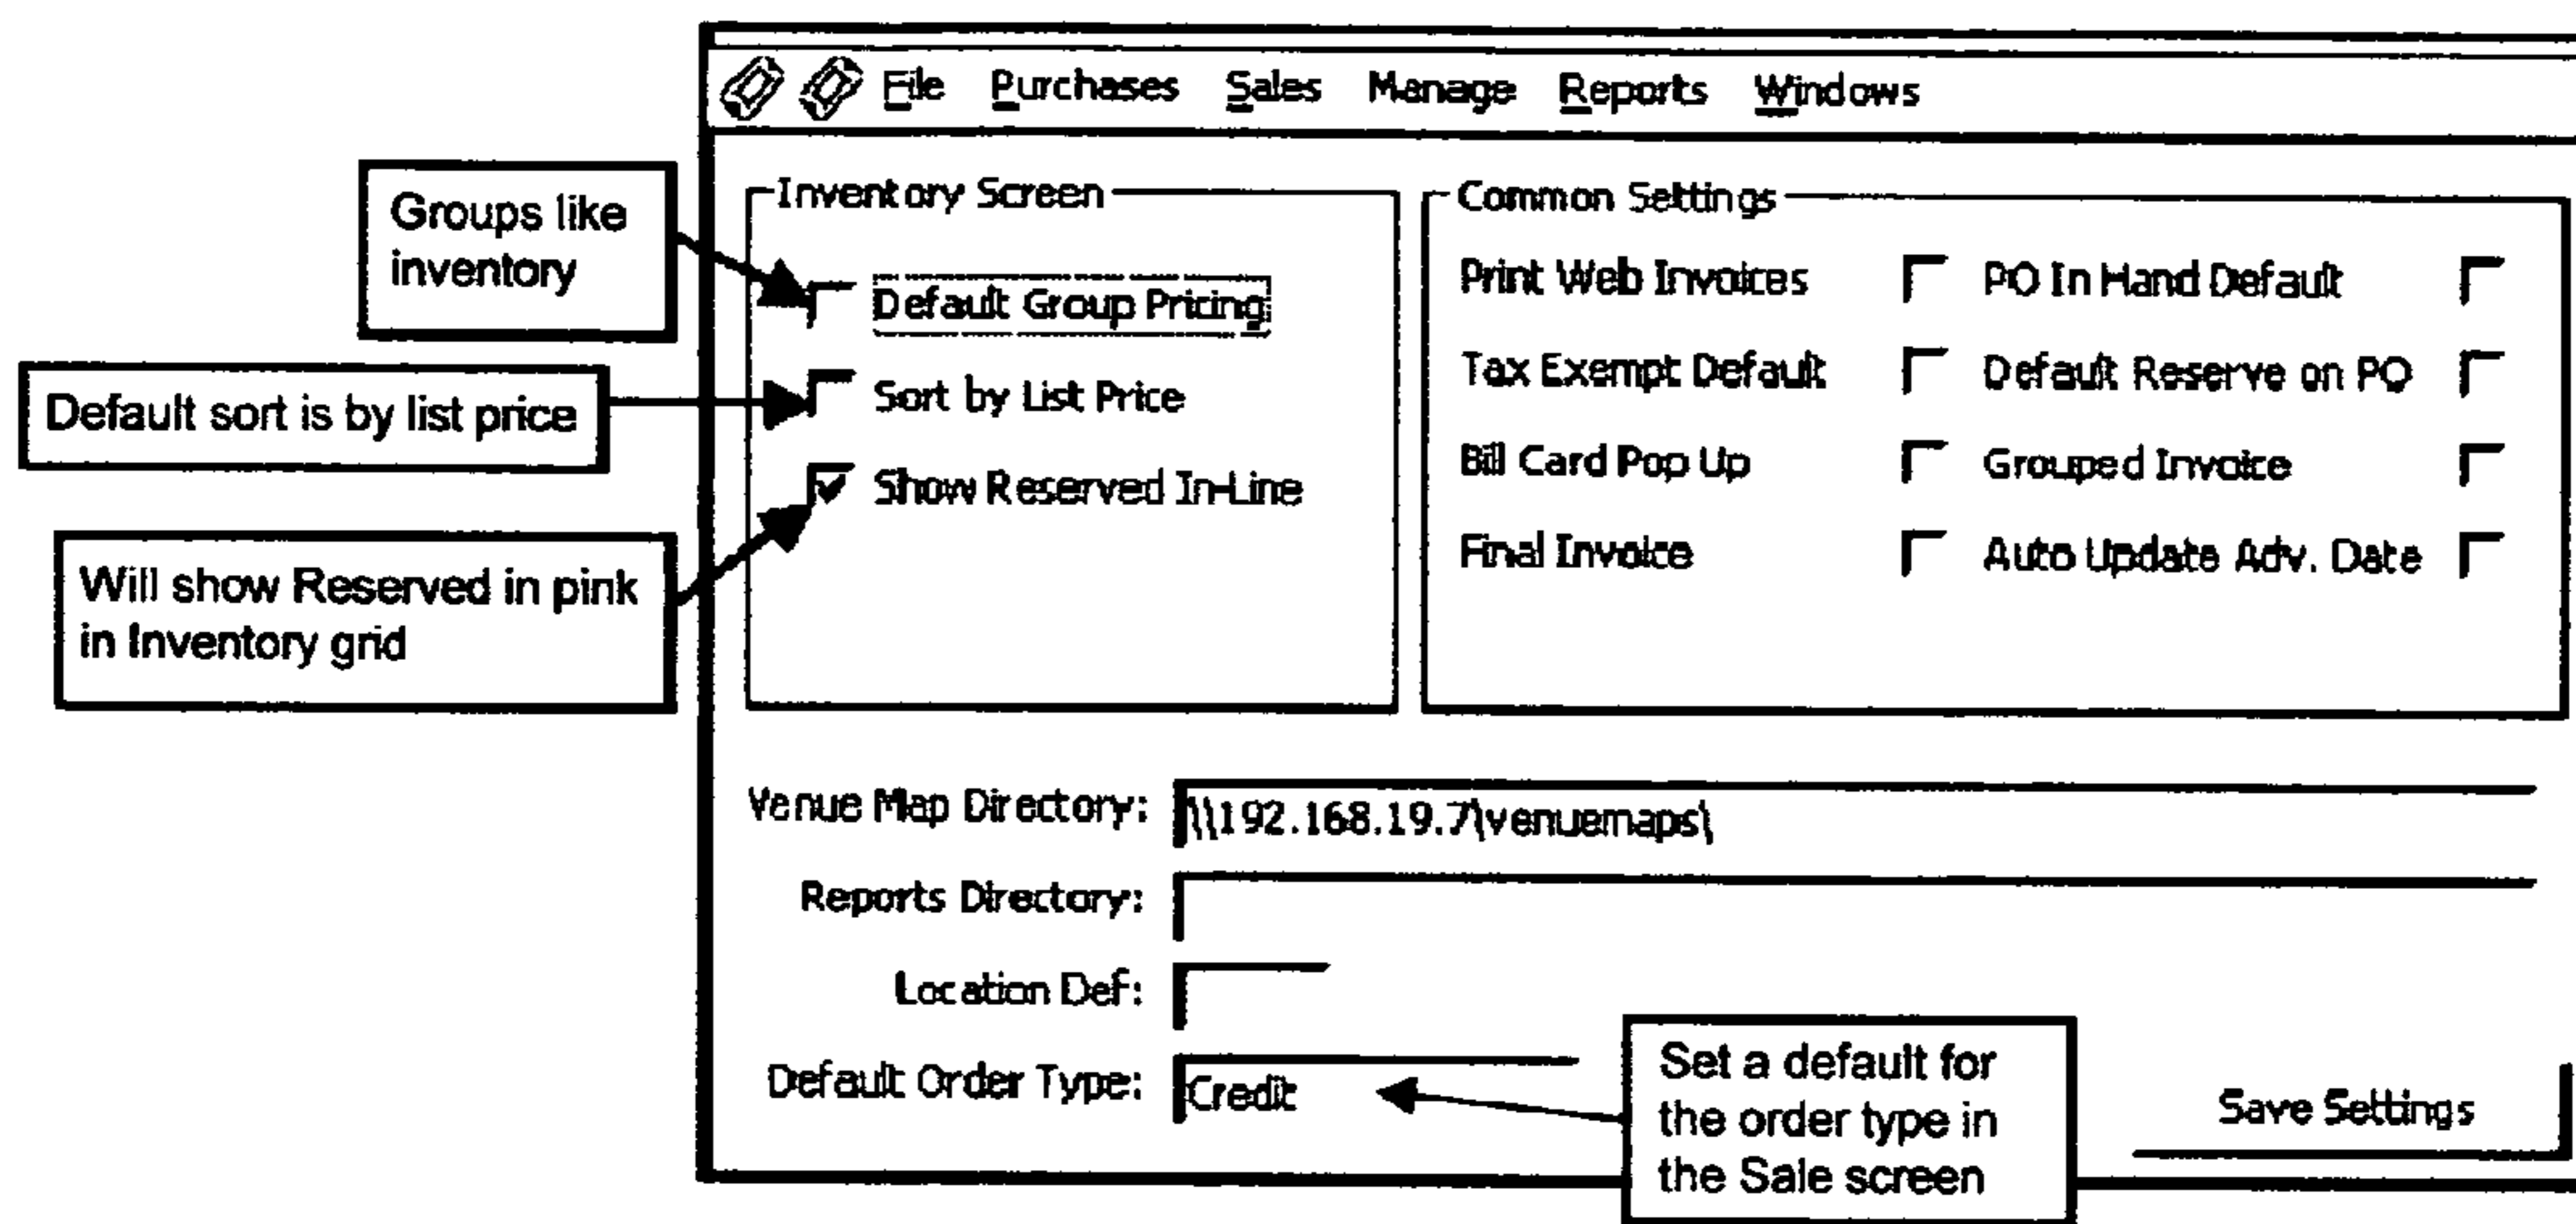 File Purchases Sales Manage Reports Windows
Groups like
inventory
Default sort is by list price
Will show Reserved in pink
in Inventory grid
Inventory Screen
Default Group Pricing
Sort by List Price
Show Reserved In-Line
Common Settings
Print Web Invoices PO In Hand Default
Tax Exempt Default Default Reserve on PO
Bill Card Pop Up Grouped Invoice
Final Invoice Auto Update Adv. Date
Venue Map Directory: \\192.168.19.7\venuemaps\
Reports Directory:
Location Def:
Default Order Type: Credit
Set a default for
the order type in
the Sale screen
Save Settings